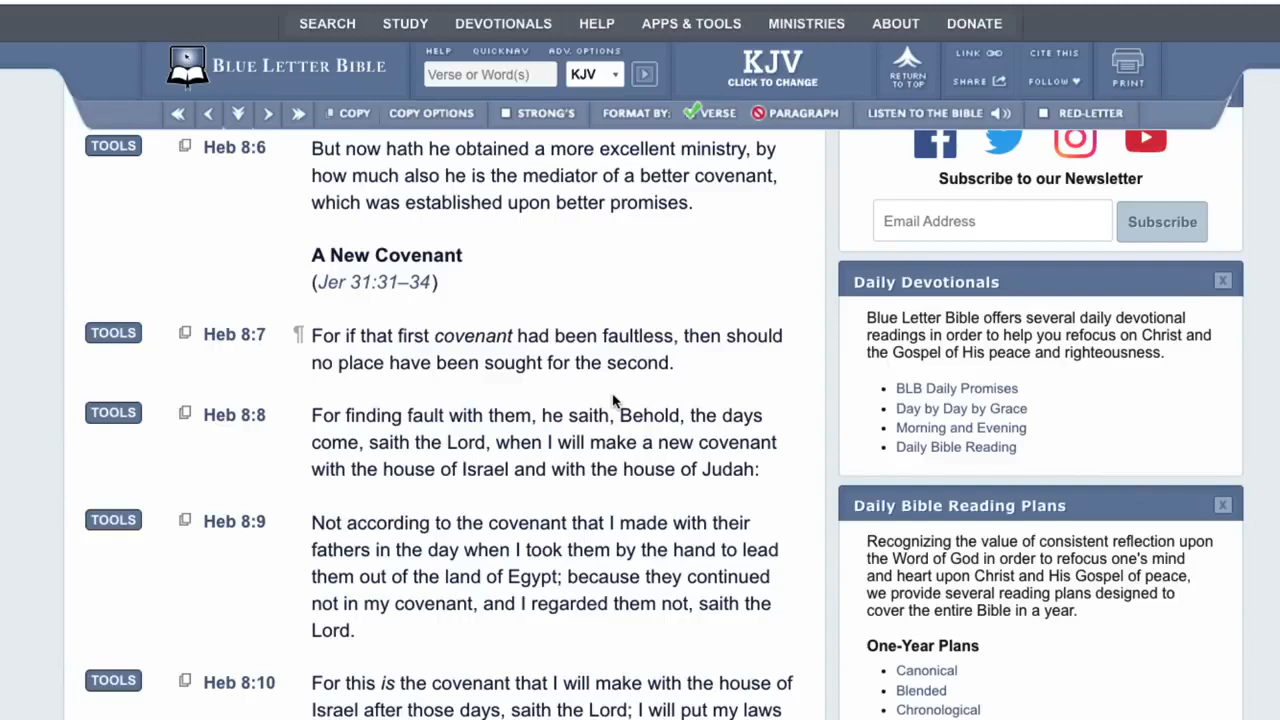 SEARCH STUDY DEVOTIONALS HELP APPS & TOOLS MINISTRIES ABOUT DONATE
BLUE LETTER BIBLE
HELP QUICKNAV ADV. OPTIONS
Verse or Word(s) KJV
KJV
CLICK TO CHANGE
RETURN
TO TOP
LINK CITE THIS
SHARE FOLLOW
PRINT
COPY COPY OPTIONS STRONG'S FORMAT BY: VERSE PARAGRAPH LISTEN TO THE BIBLE RED-LETTER
TOOLS Heb 8:6 But now hath he obtained a more excellent ministry, by
how much also he is the mediator of a better covenant,
which was established upon better promises.
A New Covenant
(Jer 31:31–34)
TOOLS Heb 8:7 ¶ For if that first covenant had been faultless, then should
no place have been sought for the second.
TOOLS Heb 8:8 For finding fault with them, he saith, Behold, the days
come, saith the Lord, when I will make a new covenant
with the house of Israel and with the house of Judah:
TOOLS Heb 8:9 Not according to the covenant that I made with their
fathers in the day when I took them by the hand to lead
them out of the land of Egypt; because they continued
not in my covenant, and I regarded them not, saith the
Lord.
TOOLS Heb 8:10 For this is the covenant that I will make with the house of
Israel after those days, saith the Lord; I will put my laws
Subscribe to our Newsletter
Email Address Subscribe
Daily Devotionals X
Blue Letter Bible offers several daily devotional
readings in order to help you refocus on Christ and
the Gospel of His peace and righteousness.
• BLB Daily Promises
• Day by Day by Grace
• Morning and Evening
• Daily Bible Reading
Daily Bible Reading Plans X
Recognizing the value of consistent reflection upon
the Word of God in order to refocus one's mind
and heart upon Christ and His Gospel of peace,
we provide several reading plans designed to
cover the entire Bible in a year.
One-Year Plans
• Canonical
• Blended
• Chronological